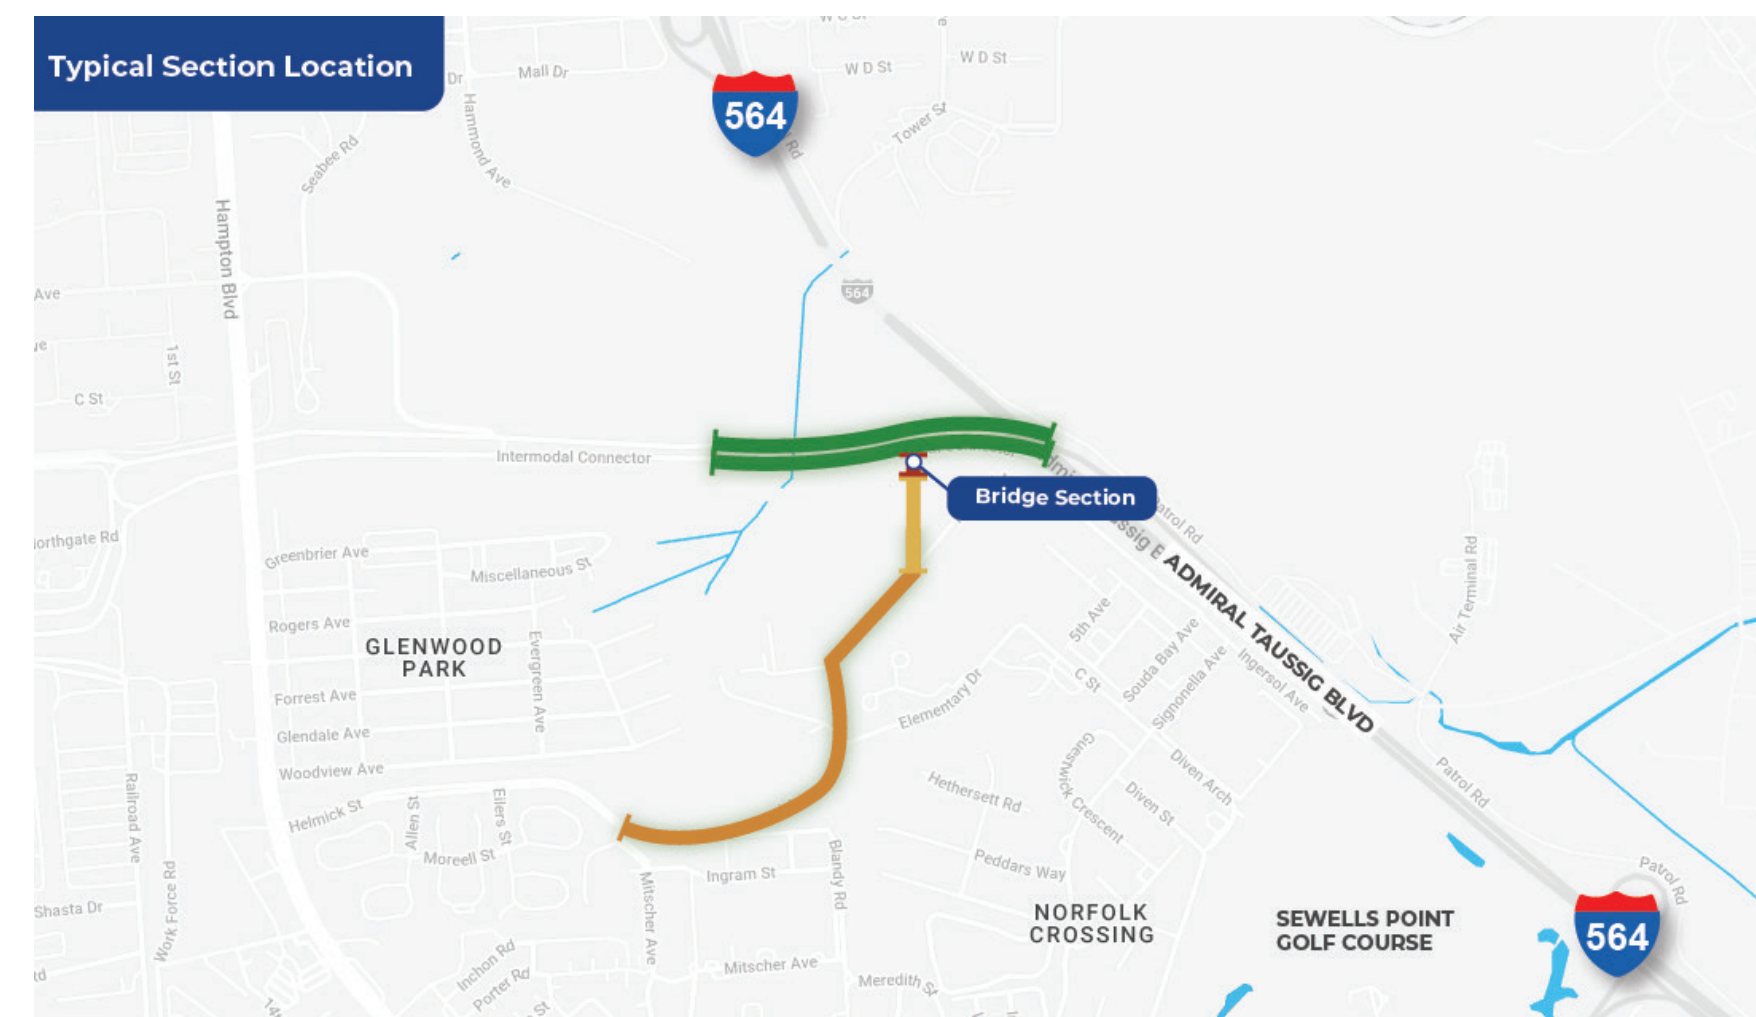 Typical Section Location
Dr
Mall Dr
W D St
W D St
564
Rd
Tower St
Hammond Ave
Seabee Rd
Hampton Blvd
564
Ave
1st St
C St
Intermodal Connector
Bridge Section
Patrol Rd
Taussig E
ADMIRAL TAUSSIG BLVD
Air Terminal Rd
Greenbrier Ave
Miscellaneous St
Rogers Ave
GLENWOOD
PARK
Evergreen Ave
Forrest Ave
Glendale Ave
Woodview Ave
5th Ave
C St
Souda Bay Ave
Signonella Ave
Ingersol Ave
Elementary Dr
Guestwick Crescent
Diven Arch
Diven St
Hethersett Rd
Patrol Rd
Railroad Ave
Helmick St
Allen St
Eilers St
Moreell St
Ingram St
Blandy Rd
Peddars Way
Patrol Rd
Shasta Dr
Work Force Rd
Mitscher Ave
NORFOLK
CROSSING
SEWELLS POINT
GOLF COURSE
564
Inchon Rd
Porter Rd
Mitscher Ave
Meredith St
St